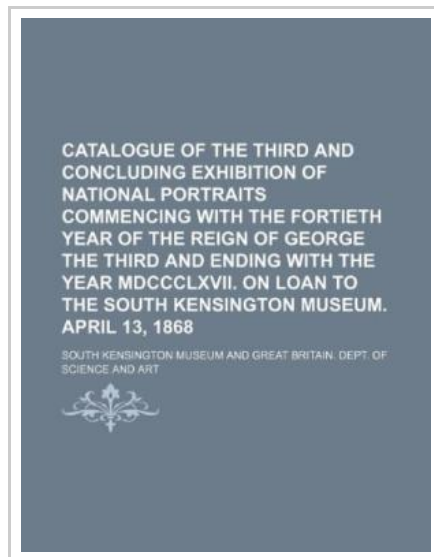 CATALOGUE OF THE THIRD AND
CONCLUDING EXHIBITION OF
NATIONAL PORTRAITS
COMMENCING WITH THE FORTIETH
YEAR OF THE REIGN OF GEORGE
THE THIRD AND ENDING WITH THE
YEAR MDCCCLXVII. ON LOAN TO
THE SOUTH KENSINGTON MUSEUM.
APRIL 13, 1868
SOUTH KENSINGTON MUSEUM AND GREAT BRITAIN. DEPT. OF
SCIENCE AND ART